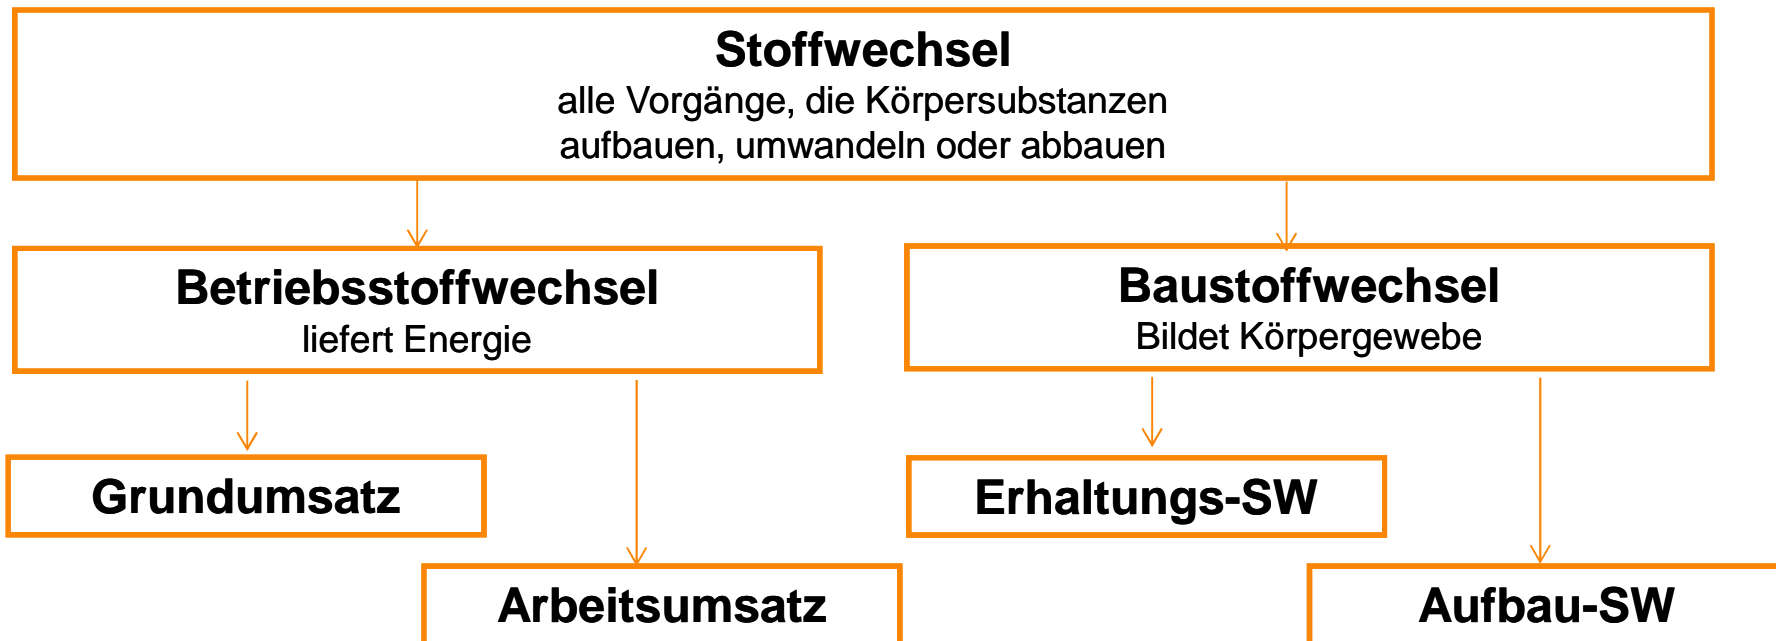 Stoffwechsel
alle Vorgänge, die Körpersubstanzen
aufbauen, umwandeln oder abbauen
Betriebsstoffwechsel
liefert Energie
Baustoffwechsel
Bildet Körpergewebe
Grundumsatz
Erhaltungs-SW
Arbeitsumsatz
Aufbau-SW